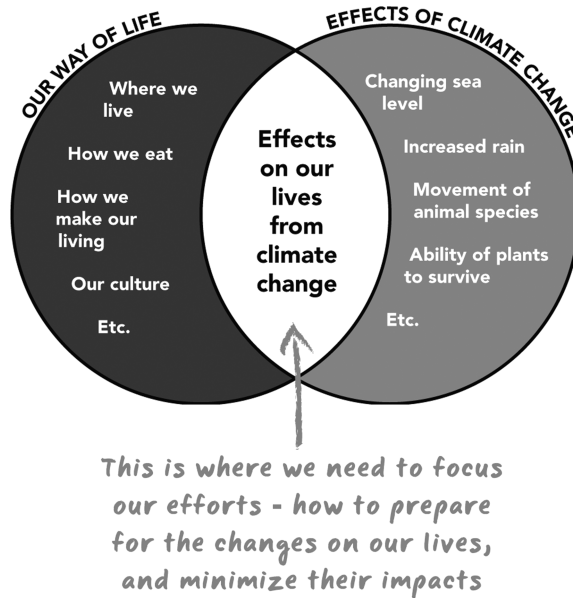 OUR WAY OF LIFE
EFFECTS OF CLIMATE CHANGE
Where we
live
How we eat
How we
make our
living
Our culture
Etc.
Effects
on our
lives
from
climate
change
Changing sea
level
Increased rain
Movement of
animal species
Ability of plants
to survive
Etc.
This is where we need to focus
our efforts - how to prepare
for the changes on our lives,
and minimize their impacts